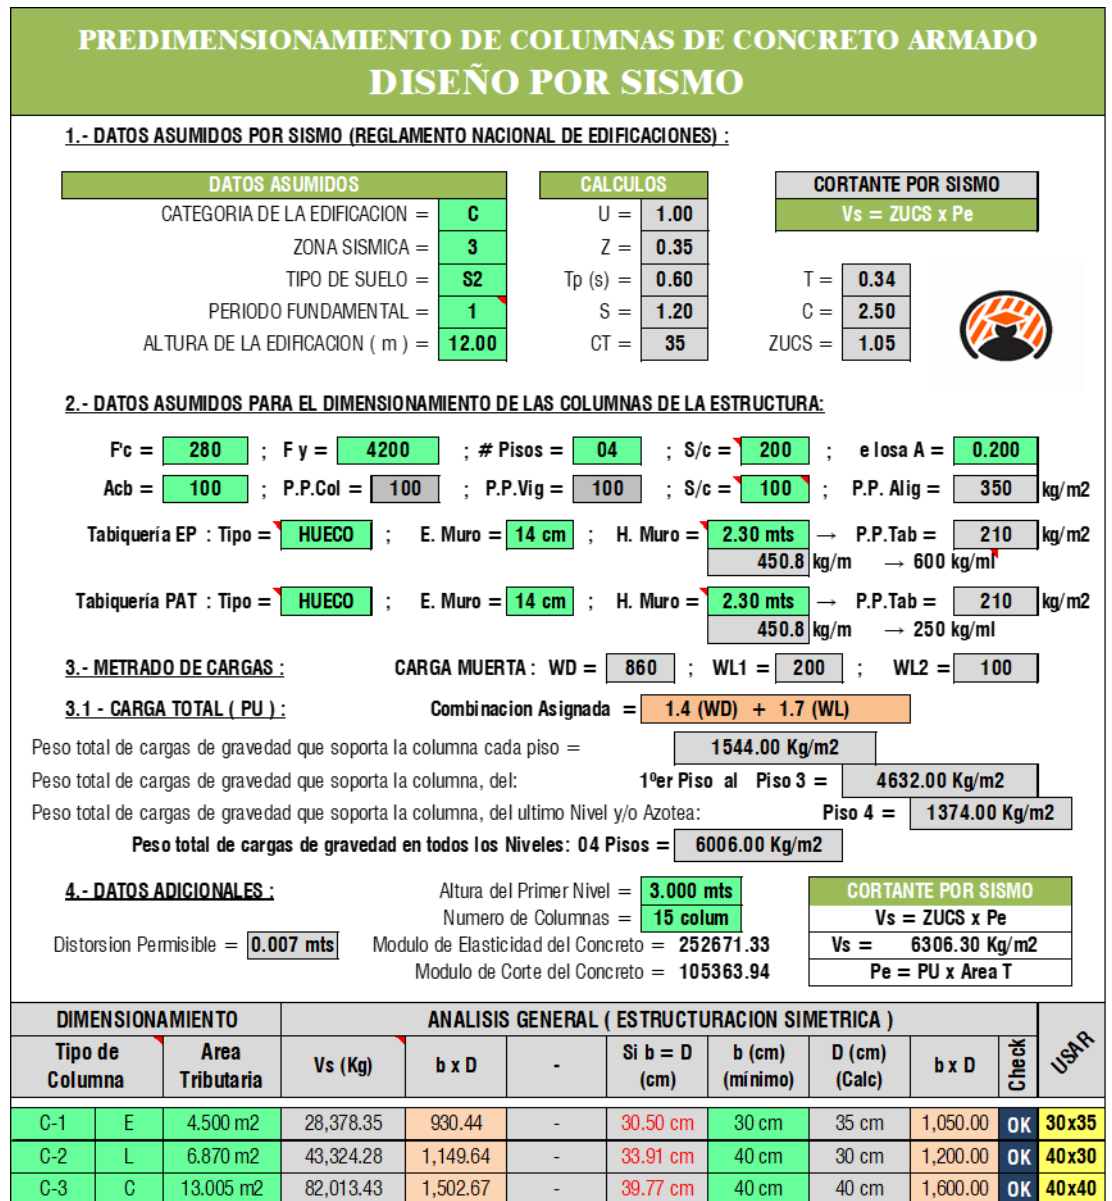 PREDIMENSIONAMIENTO DE COLUMNAS DE CONCRETO ARMADO
DISEÑO POR SISMO
1.- DATOS ASUMIDOS POR SISMO (REGLAMENTO NACIONAL DE EDIFICACIONES) :
DATOS ASUMIDOS CALCULOS CORTANTE POR SISMO
CATEGORIA DE LA EDIFICACION = C U = 1.00 Vs = ZUCS x Pe
ZONA SISMICA = 3 Z = 0.35
TIPO DE SUELO = S2 Tp (s) = 0.60 T = 0.34
PERIODO FUNDAMENTAL = 1 S = 1.20 C = 2.50
ALTURA DE LA EDIFICACION ( m ) = 12.00 CT = 35 ZUCS = 1.05
2.- DATOS ASUMIDOS PARA EL DIMENSIONAMIENTO DE LAS COLUMNAS DE LA ESTRUCTURA:
F'c = 280 ; F y = 4200 ; # Pisos = 04 ; S/c = 200 ; e losa A = 0.200
Acb = 100 ; P.P.Col = 100 ; P.P.Vig = 100 ; S/c = 100 ; P.P. Alig = 350 kg/m2
Tabiquería EP : Tipo = HUECO ; E. Muro = 14 cm ; H. Muro = 2.30 mts → P.P.Tab = 210 kg/m2
450.8 kg/m → 600 kg/ml
Tabiquería PAT : Tipo = HUECO ; E. Muro = 14 cm ; H. Muro = 2.30 mts → P.P.Tab = 210 kg/m2
450.8 kg/m → 250 kg/ml
3.- METRADO DE CARGAS : CARGA MUERTA : WD = 860 ; WL1 = 200 ; WL2 = 100
3.1 - CARGA TOTAL ( PU ) : Combinacion Asignada = 1.4 (WD) + 1.7 (WL)
Peso total de cargas de gravedad que soporta la columna cada piso = 1544.00 Kg/m2
Peso total de cargas de gravedad que soporta la columna, del: 1ºer Piso al Piso 3 = 4632.00 Kg/m2
Peso total de cargas de gravedad que soporta la columna, del ultimo Nivel y/o Azotea: Piso 4 = 1374.00 Kg/m2
Peso total de cargas de gravedad en todos los Niveles: 04 Pisos = 6006.00 Kg/m2
4.- DATOS ADICIONALES : Altura del Primer Nivel = 3.000 mts CORTANTE POR SISMO
Numero de Columnas = 15 colum Vs = ZUCS x Pe
Distorsion Permisible = 0.007 mts Modulo de Elasticidad del Concreto = 252671.33 Vs = 6306.30 Kg/m2
Modulo de Corte del Concreto = 105363.94 Pe = PU x Area T
DIMENSIONAMIENTO ANALISIS GENERAL ( ESTRUCTURACION SIMETRICA ) USAR
Tipo de Columna Area Tributaria Vs (Kg) b x D - Si b = D (cm) b (cm) (mínimo) D (cm) (Calc) b x D Check
C-1 E 4.500 m2 28,378.35 930.44 - 30.50 cm 30 cm 35 cm 1,050.00 OK 30x35
C-2 L 6.870 m2 43,324.28 1,149.64 - 33.91 cm 40 cm 30 cm 1,200.00 OK 40x30
C-3 C 13.005 m2 82,013.43 1,502.67 - 39.77 cm 40 cm 40 cm 1,600.00 OK 40x40